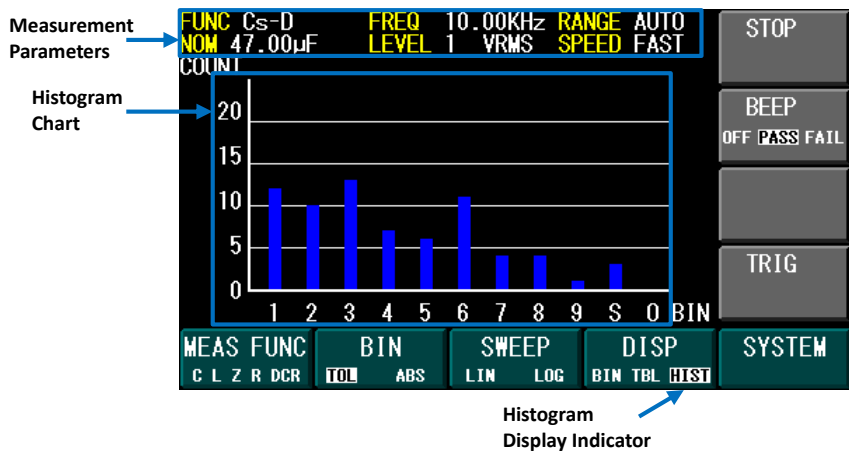 Measurement
Parameters
FUNC Cs-D FREQ 10.00KHz RANGE AUTO
NOM 47.00µF LEVEL 1 VRMS SPEED FAST
COUNT
Histogram
Chart
20
15
10
5
0
1 2 3 4 5 6 7 8 9 S O BIN
STOP
BEEP
OFF PASS FAIL
TRIG
MEAS FUNC
C L Z R DCR
BIN
TOL ABS
SWEEP
LIN LOG
DISP
BIN TBL HIST
SYSTEM
Histogram
Display Indicator